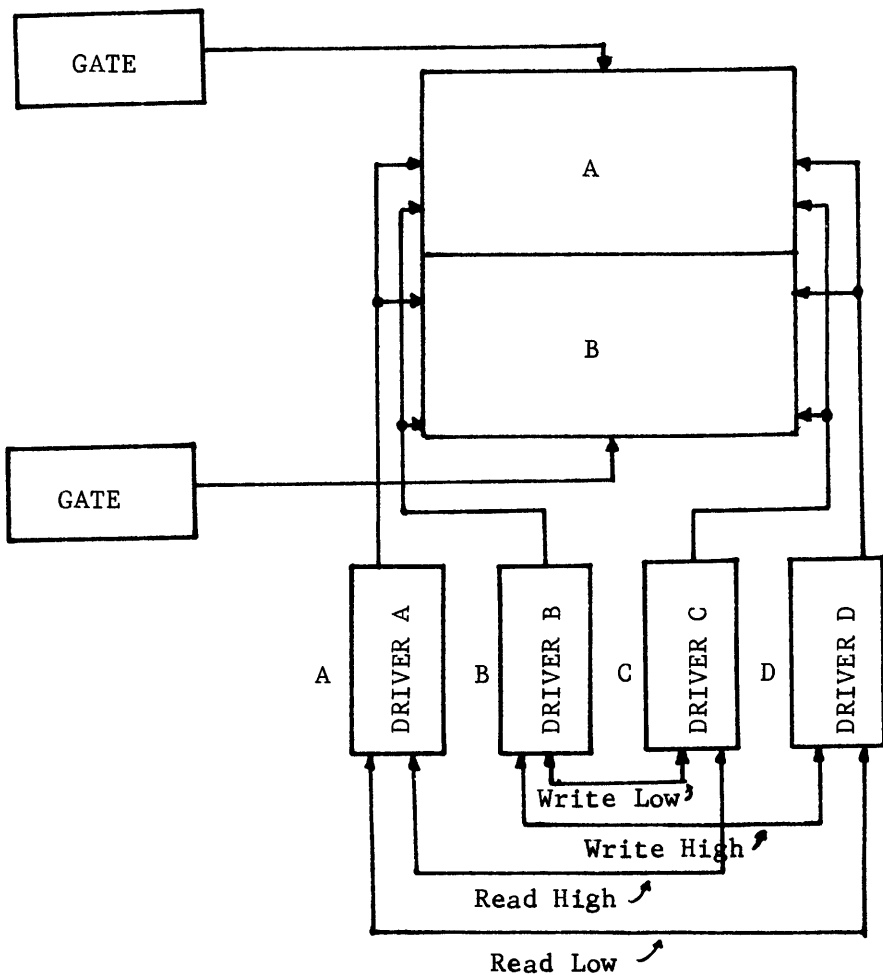 GATE
A
B
GATE
A
DRIVER A
B
DRIVER B
C
DRIVER C
D
DRIVER D
Write Low
Write High
Read High
Read Low